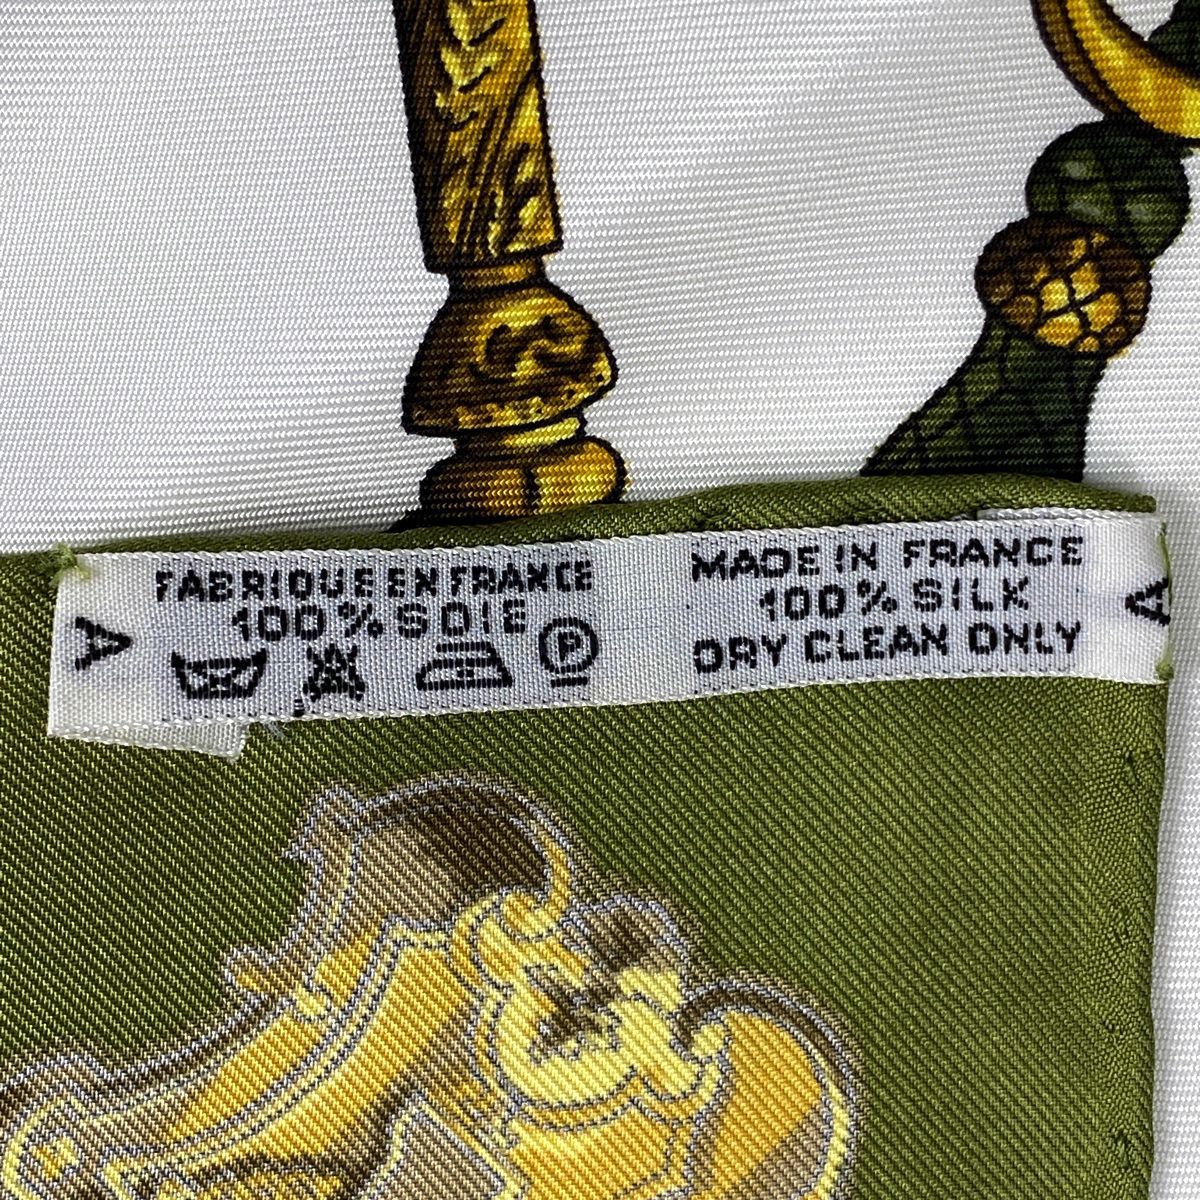 FABRIQUE EN FRANCE
100% SOIE
P
MADE IN FRANCE
100% SILK
DRY CLEAN ONLY
A
A